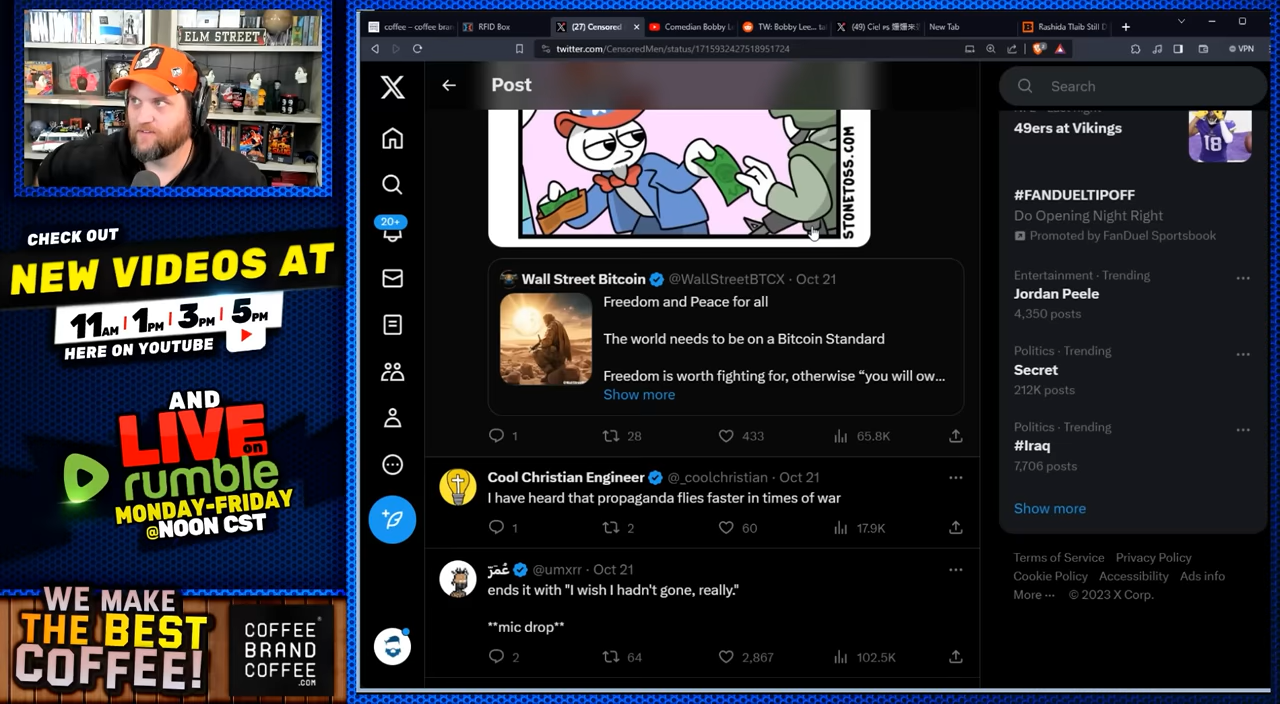 ELM STREET
CHECK OUT
NEW VIDEOS AT
11AM | 1PM | 3PM | 5PM
HERE ON YOUTUBE
AND
LIVE on
rumble
MONDAY-FRIDAY
@NOON CST
WE MAKE
THE BEST
COFFEE!
COFFEE
BRAND
COFFEE
.COM
coffee – coffee bran
RFID Box
(27) Censored
Comedian Bobby L
TW: Bobby Lee... ta
New Tab
Rashida Tlaib Still D
twitter.com/CensoredMen/status/1715932427518951724
VPN
Post
STONETOSS.COM
20+
Wall Street Bitcoin @WallStreetBTCX · Oct 21
Freedom and Peace for all
The world needs to be on a Bitcoin Standard
Freedom is worth fighting for, otherwise “you will ow...
Show more
1 28 433 65.8K
Cool Christian Engineer @_coolchristian · Oct 21
I have heard that propaganda flies faster in times of war
1 2 60 17.9K
@umxrr · Oct 21
ends it with "I wish I hadn't gone, really."
**mic drop**
2 64 2,867 102.5K
Search
49ers at Vikings
18
#FANDUELTIPOFF
Do Opening Night Right
Promoted by FanDuel Sportsbook
Entertainment · Trending
Jordan Peele
4,350 posts
Politics · Trending
Secret
212K posts
Politics · Trending
#Iraq
7,706 posts
Show more
Terms of Service Privacy Policy
Cookie Policy Accessibility Ads info
More ··· © 2023 X Corp.